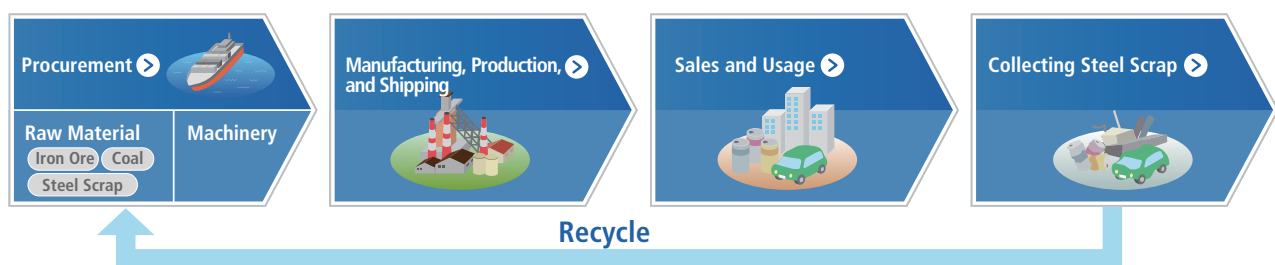 Procurement
Raw Material
Iron Ore
Coal
Steel Scrap
Machinery
Manufacturing, Production,
and Shipping
Sales and Usage
Collecting Steel Scrap
Recycle